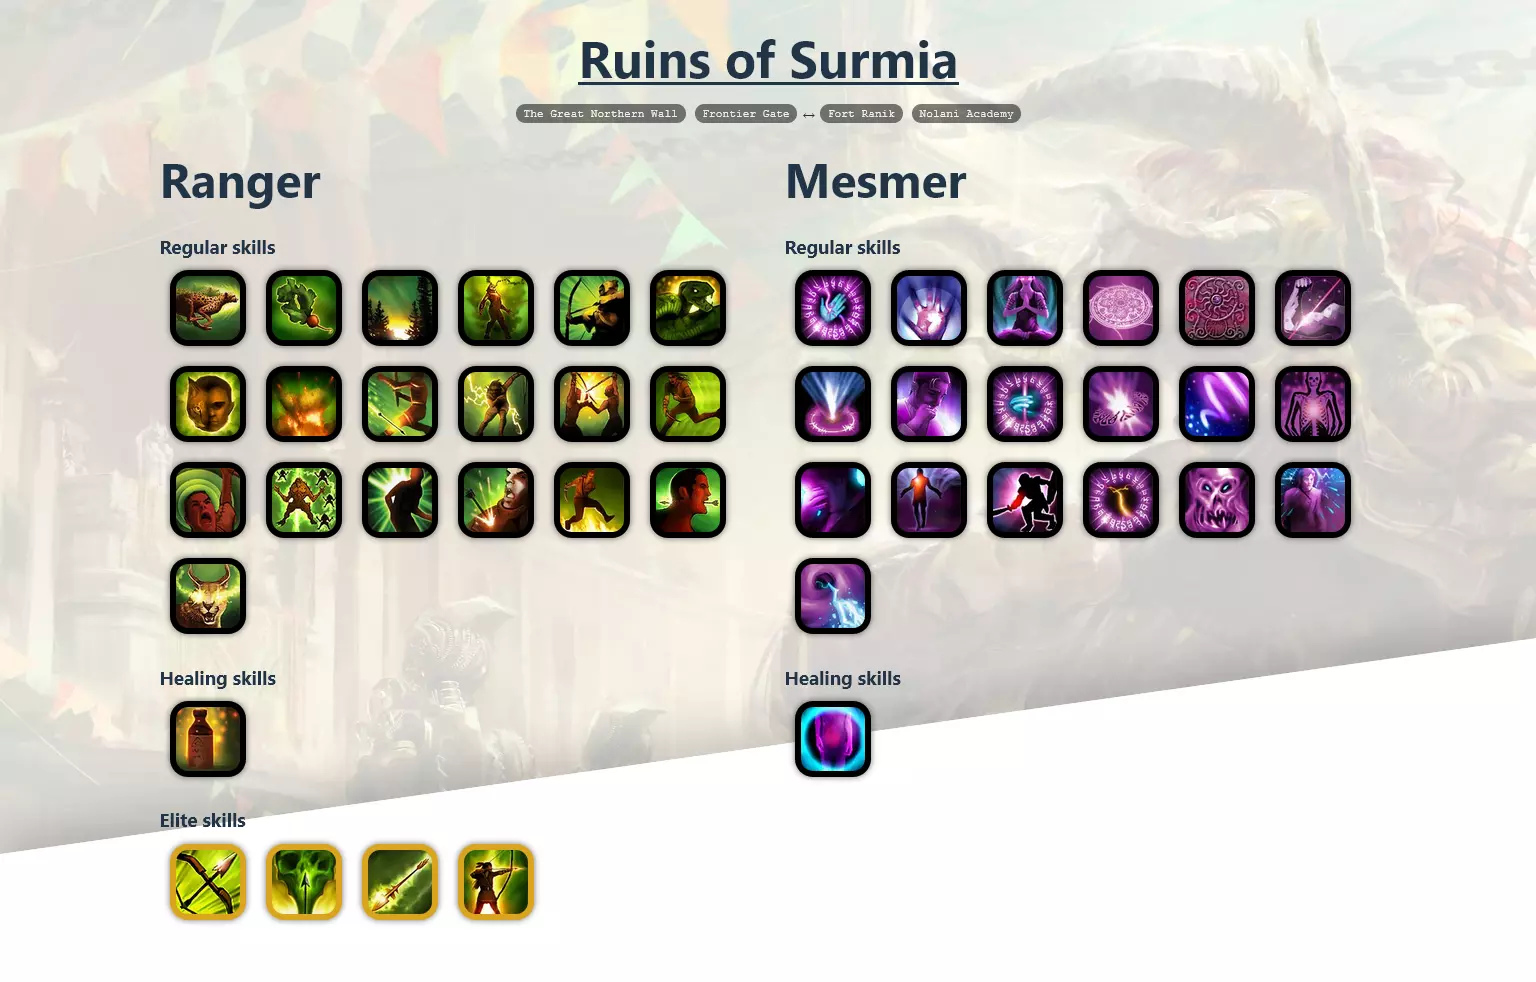 Ruins of Surmia
The Great Northern Wall Frontier Gate ↔ Fort Ranik Nolani Academy
Ranger
Regular skills
Healing skills
Elite skills
Mesmer
Regular skills
Healing skills